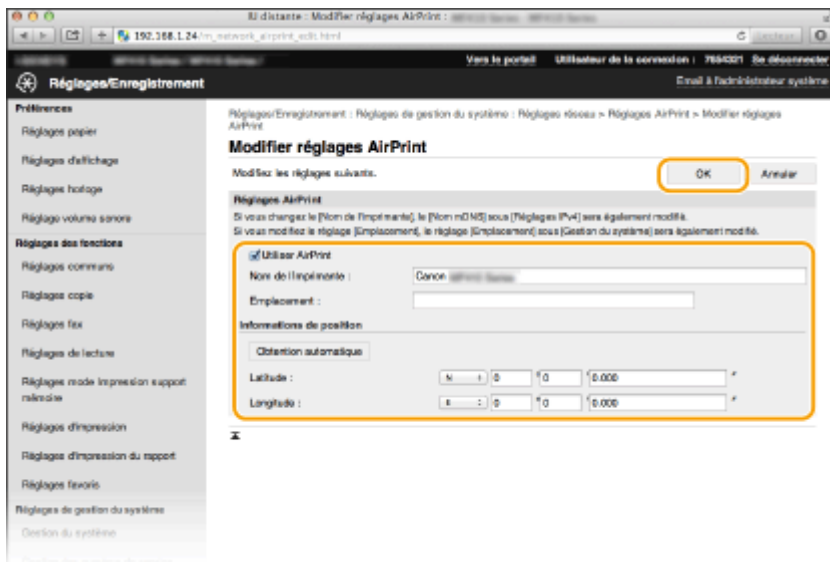 IU distante : Modifier réglages AirPrint :
192.168.1.24/m_network_airprint_edit.html
Vers le portail Utilisateur de la connexion : 7654321 Se déconnecter
Réglages/Enregistrement
Email à l'administrateur système
Préférences
Réglages papier
Réglages d'affichage
Réglages horloge
Réglage volume sonore
Réglages des fonctions
Réglages communs
Réglages copie
Réglages fax
Réglages de lecture
Réglages mode Impression support
mémoire
Réglages d'impression
Réglages d'impression du rapport
Réglages favoris
Réglages de gestion du système
Gestion du système
Réglages/Enregistrement : Réglages de gestion du système : Réglages réseau > Réglages AirPrint > Modifier réglages
AirPrint
Modifier réglages AirPrint
Modifiez les réglages suivants.
OK Annuler
Réglages AirPrint
Si vous changez le [Nom de l'imprimante], le [Nom mDNS] sous [Réglages IPv4] sera également modifié.
Si vous modifiez le réglage [Emplacement], le réglage [Emplacement] sous [Gestion du système] sera également modifié.
Utiliser AirPrint
Nom de l'imprimante : Canon
Emplacement :
Informations de position
Obtention automatique
Latitude : N 0 ° 0 ' 0.000 "
Longitude : E 0 ° 0 ' 0.000 "